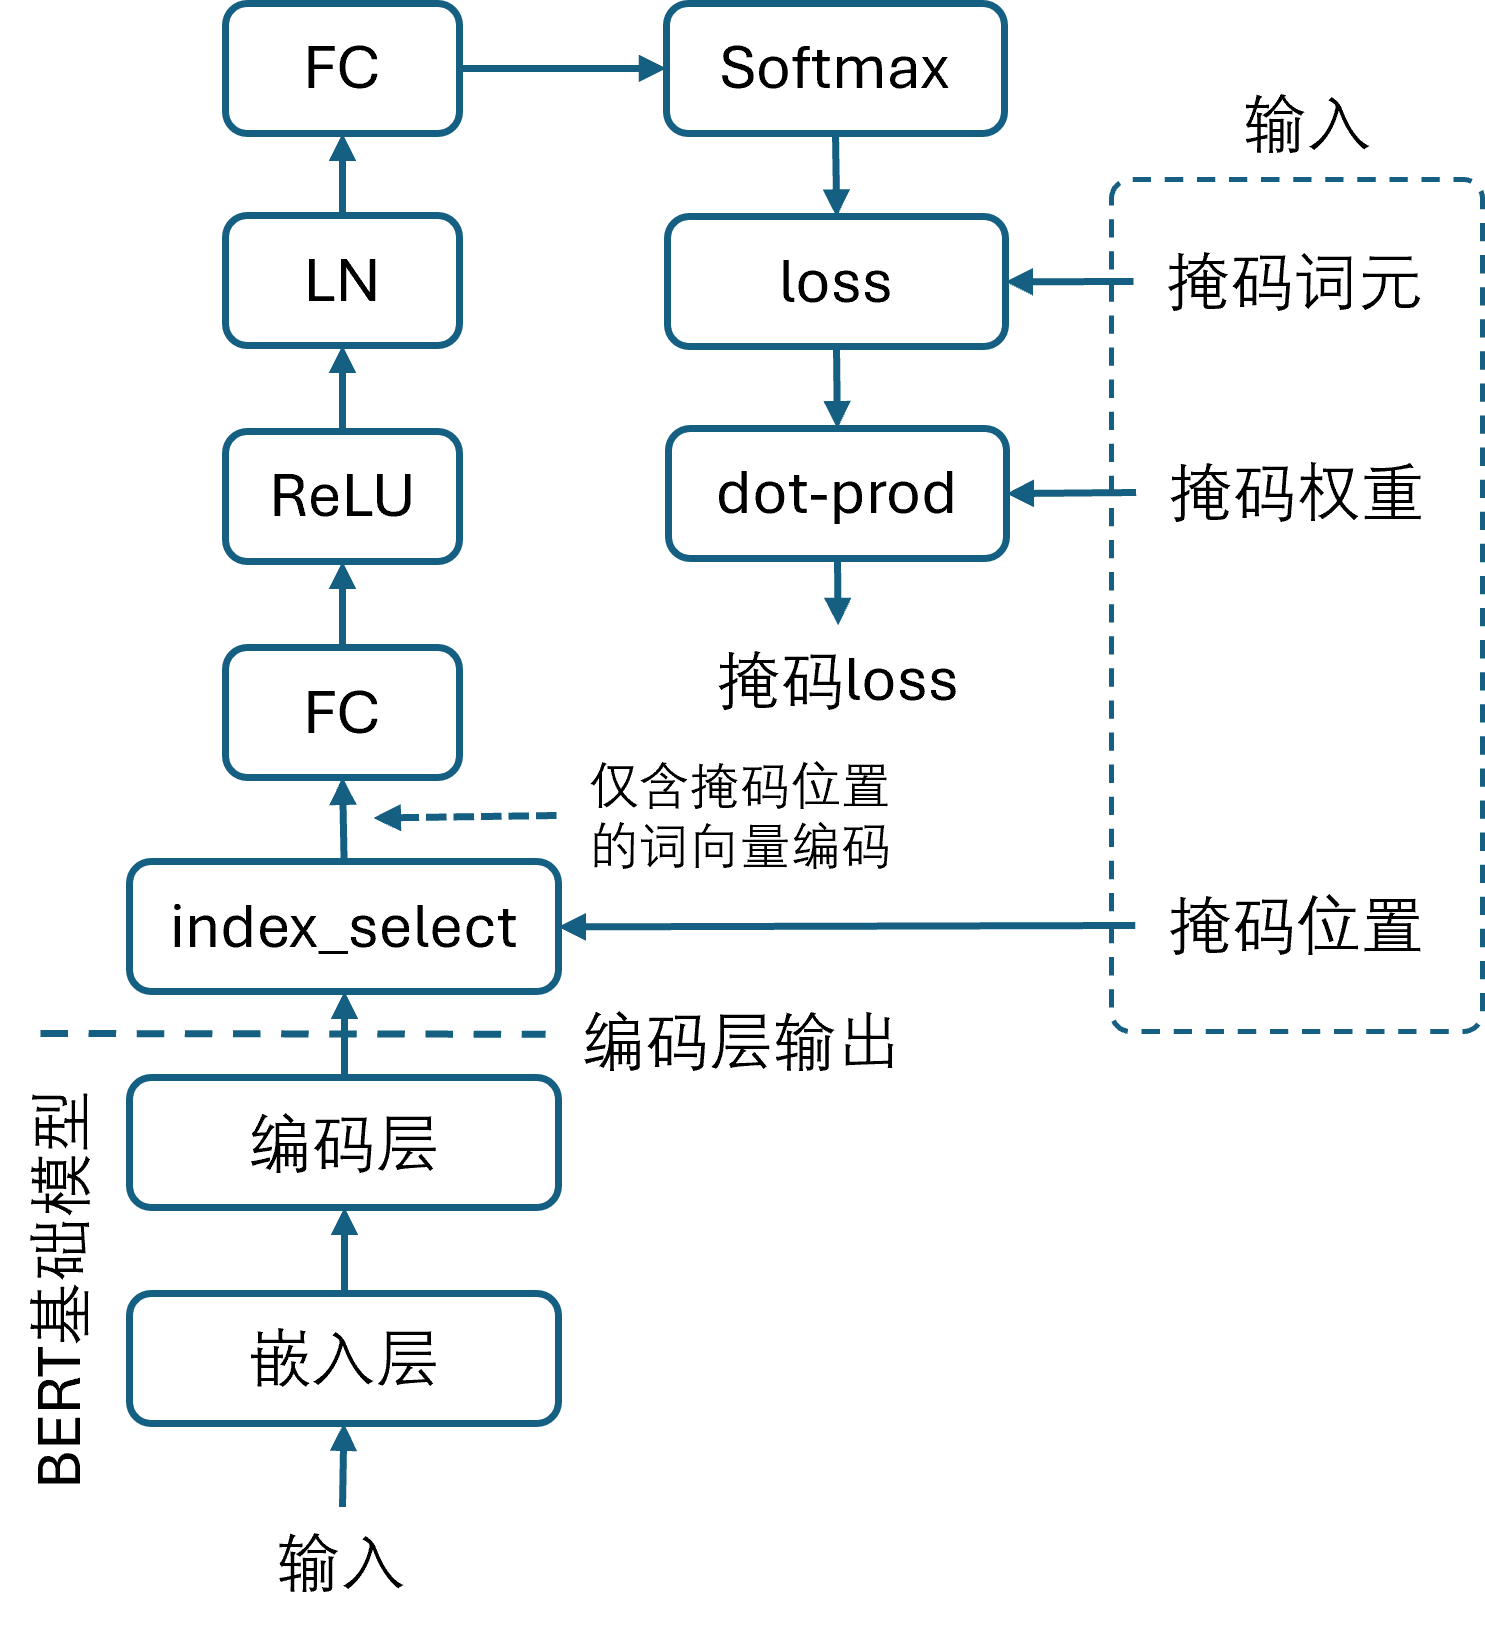 FC
Softmax
输入
LN
loss
掩码词元
ReLU
dot-prod
掩码权重
FC
掩码loss
仅含掩码位置
的词向量编码
index_select
掩码位置
编码层输出
BERT基础模型
编码层
嵌入层
输入